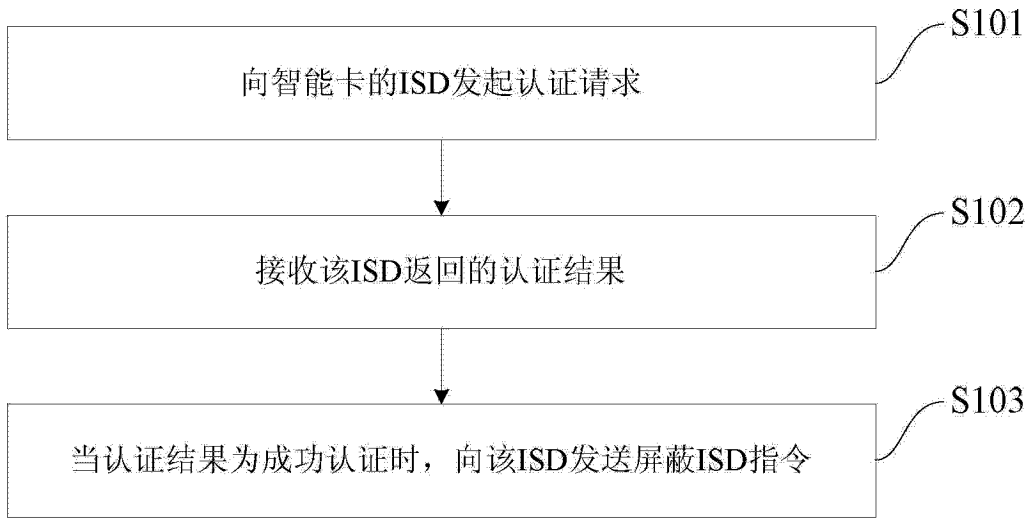 S101
向智能卡的ISD发起认证请求
S102
接收该ISD返回的认证结果
S103
当认证结果为成功认证时，向该ISD发送屏蔽ISD指令